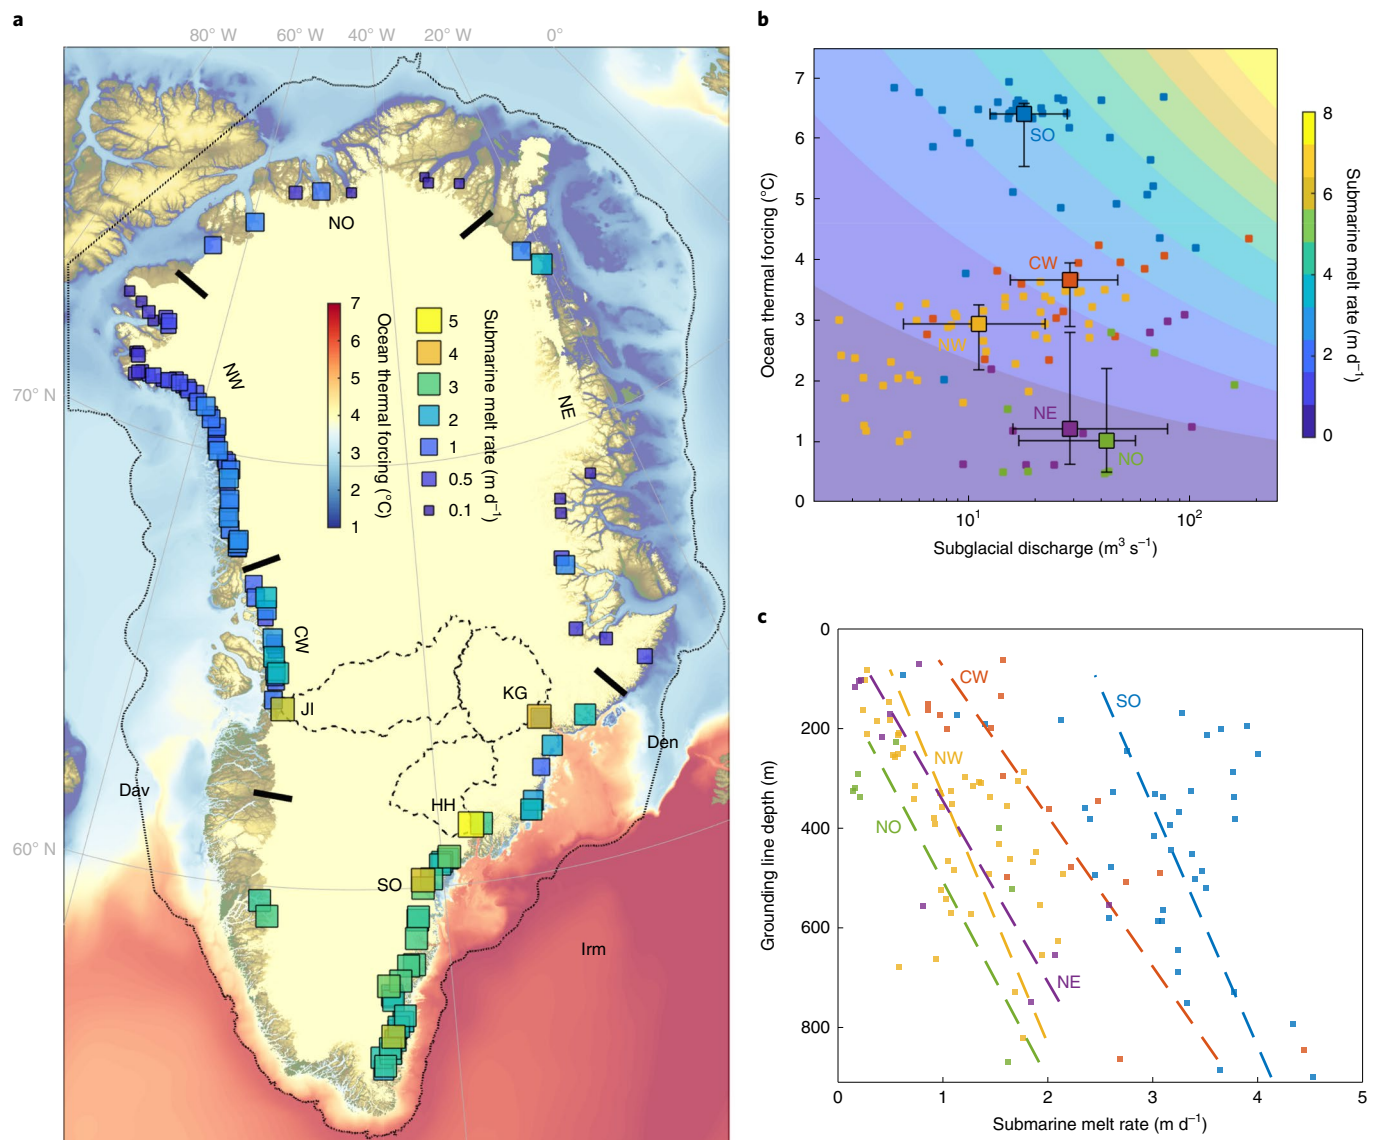 a
80° W 60° W 40° W 20° W 0°
70° N
60° N
NO
NW
NE
CW
JI
KG
HH
SO
Dav
Den
Irm
7
6
5
4
3
2
1
Ocean thermal forcing (°C)
5
4
3
2
1
0.5
0.1
Submarine melt rate (m d⁻¹)
b
7
6
5
4
3
2
1
0
Ocean thermal forcing (°C)
SO
CW
NW
NE
NO
10¹ 10²
Subglacial discharge (m³ s⁻¹)
8
6
4
2
0
Submarine melt rate (m d⁻¹)
c
0
200
400
600
800
Grounding line depth (m)
CW
SO
NW
NO
NE
0 1 2 3 4 5
Submarine melt rate (m d⁻¹)